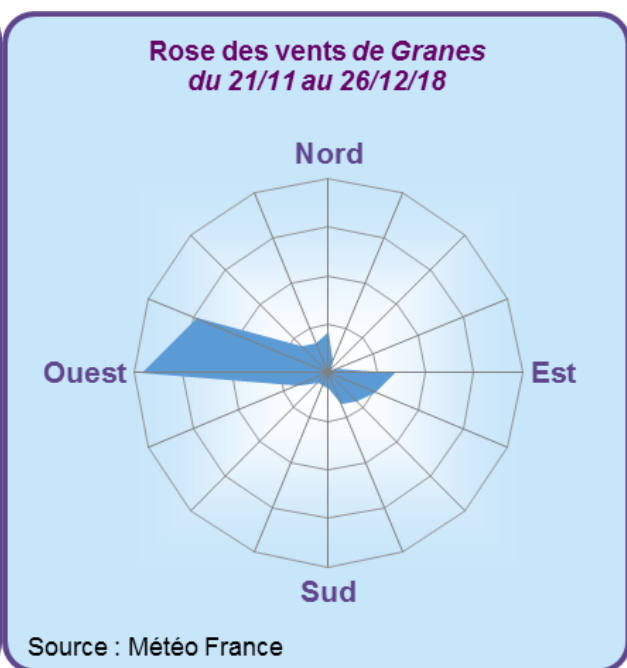 Rose des vents de Granes
du 21/11 au 26/12/18
Nord
Ouest
Est
Sud
Source : Météo France